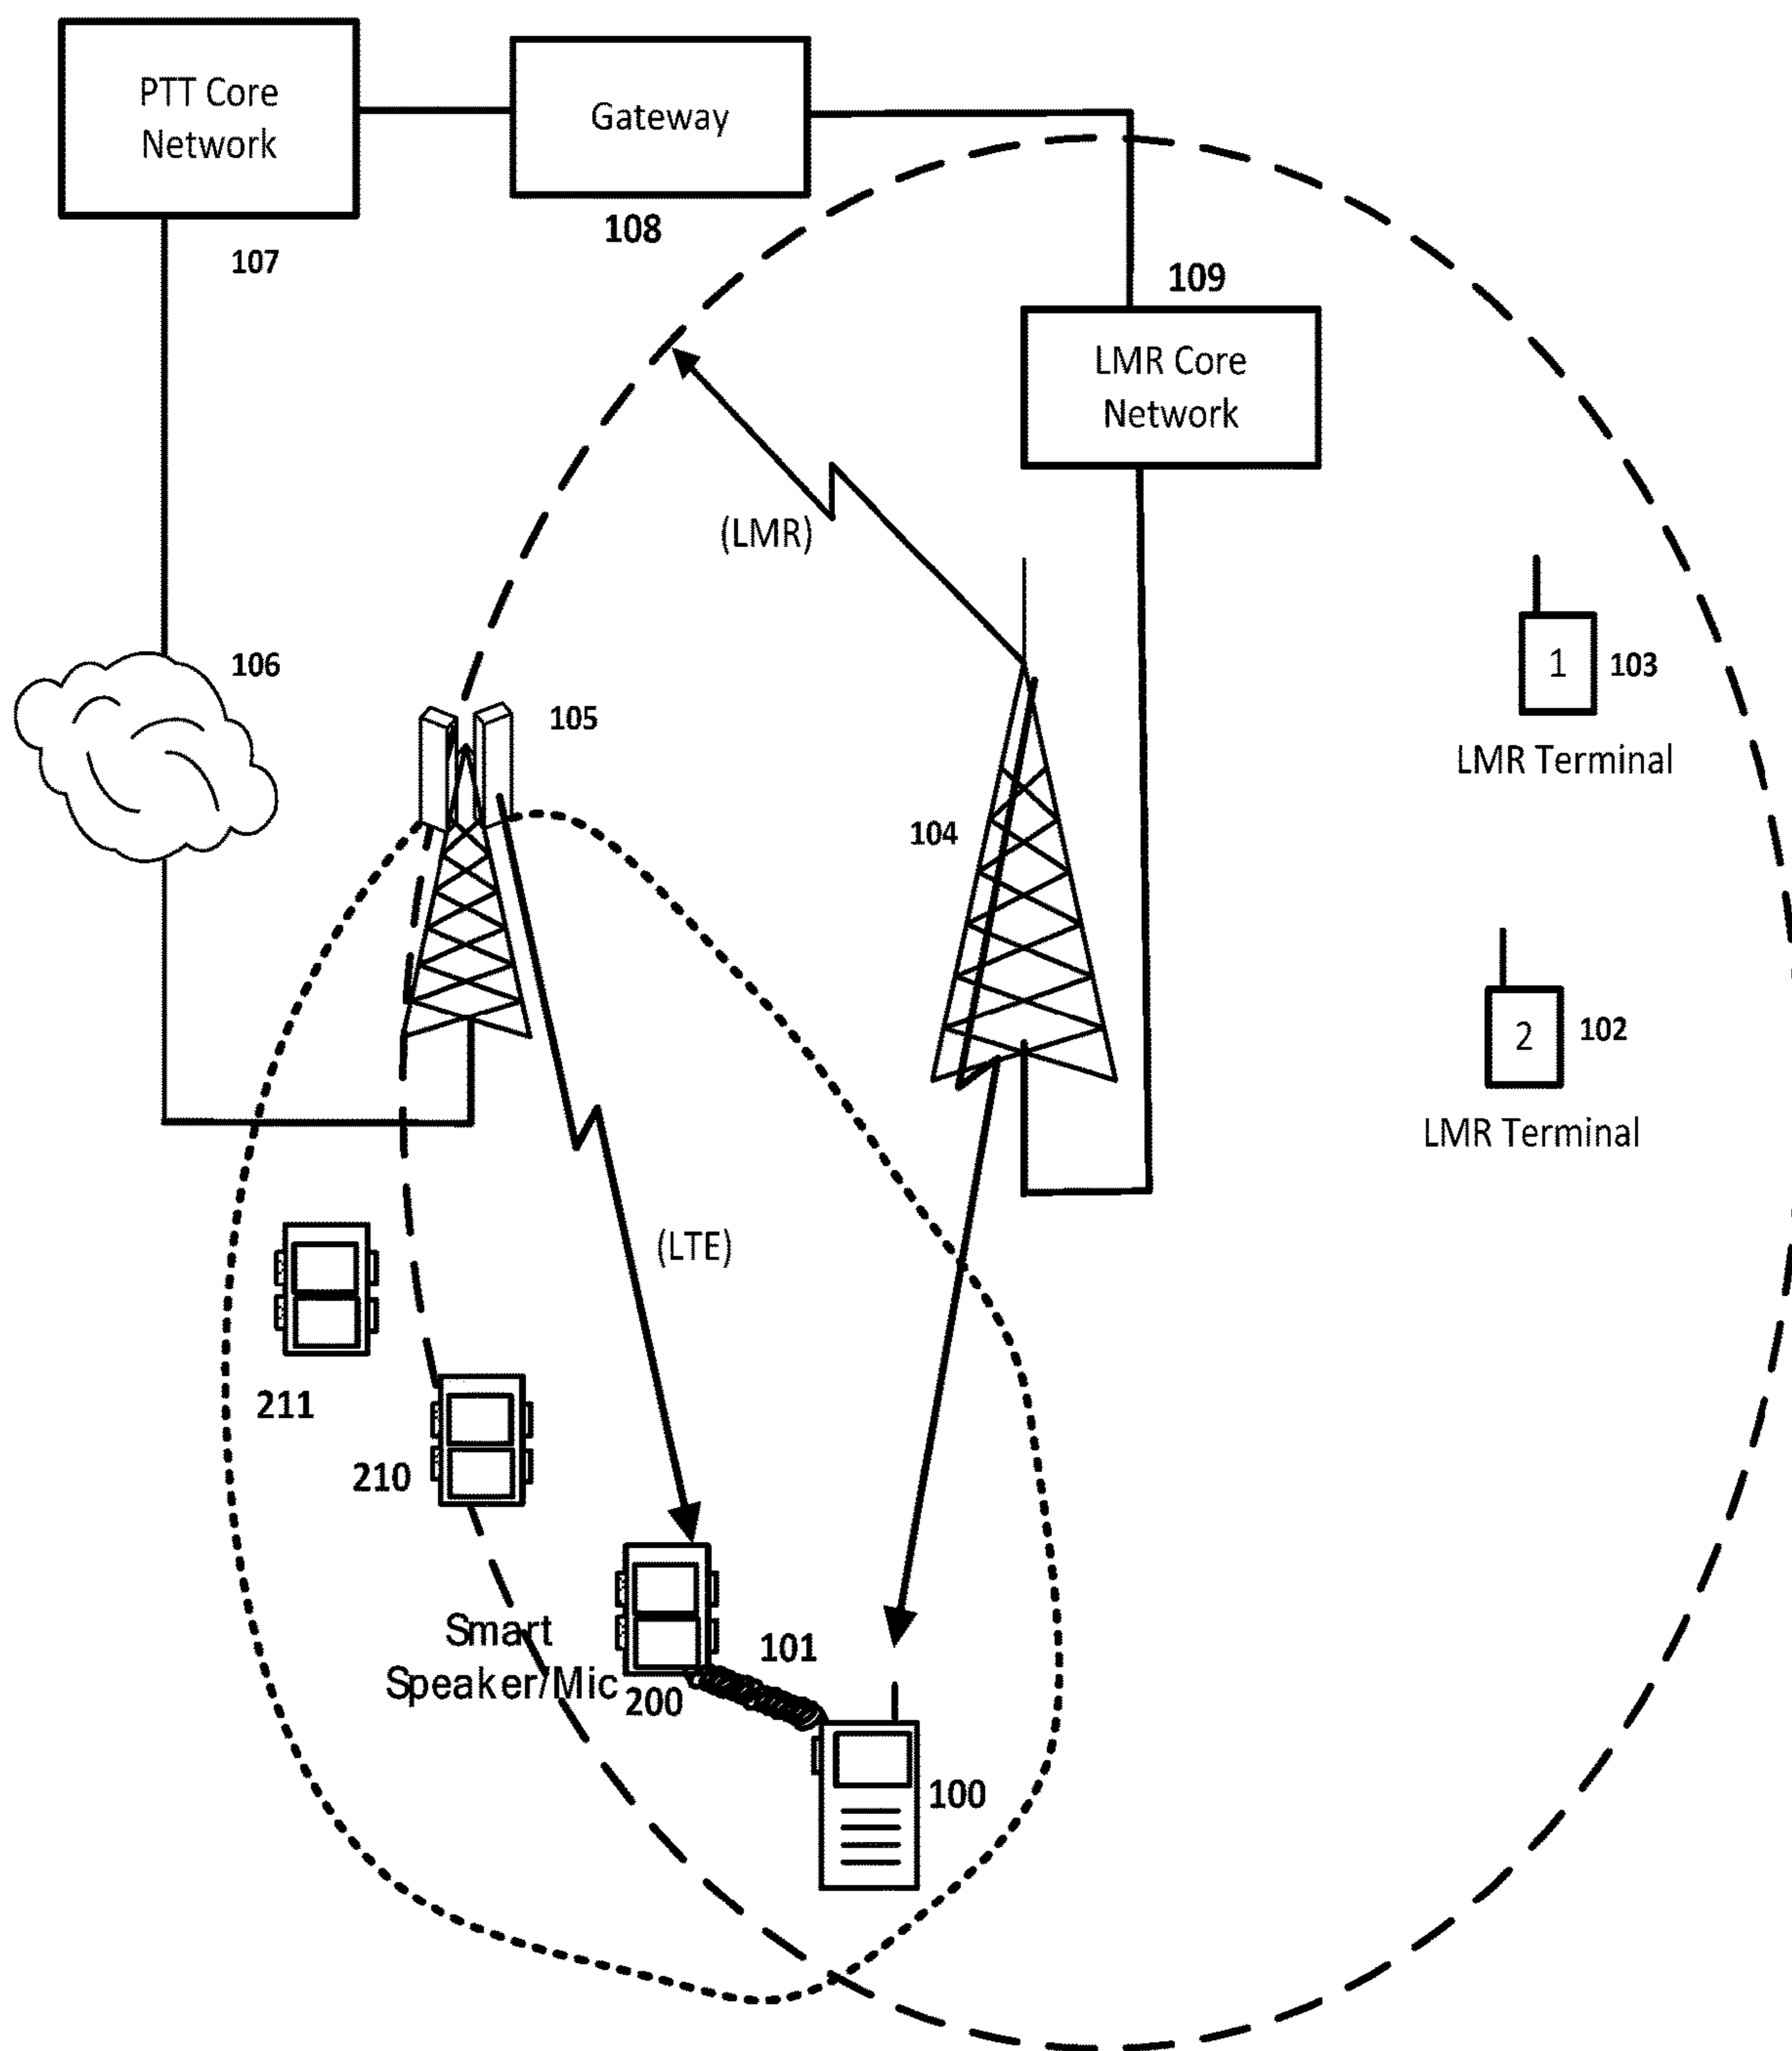 PTT Core
Network
107
Gateway
108
109
LMR Core
Network
(LMR)
106
105
104
1
103
LMR Terminal
2
102
LMR Terminal
(LTE)
211
210
Smart
Speaker/Mic
200
101
100